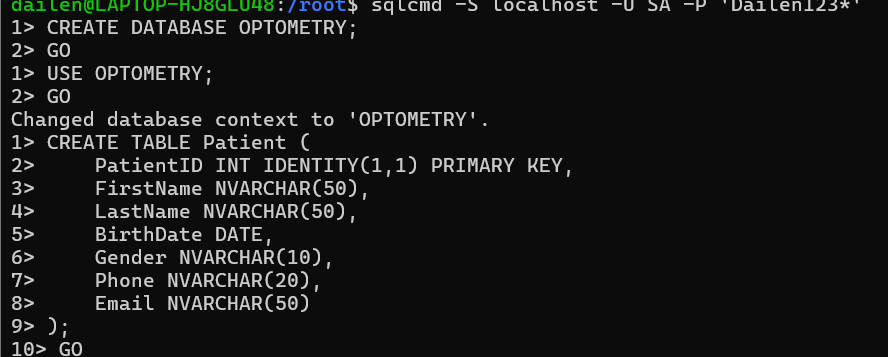 dailen@LAPTOP-HJ8GLU48:/root$ sqlcmd -S localhost -U SA -P 'Dailen123*'
1> CREATE DATABASE OPTOMETRY;
2> GO
1> USE OPTOMETRY;
2> GO
Changed database context to 'OPTOMETRY'.
1> CREATE TABLE Patient (
2>     PatientID INT IDENTITY(1,1) PRIMARY KEY,
3>     FirstName NVARCHAR(50),
4>     LastName NVARCHAR(50),
5>     BirthDate DATE,
6>     Gender NVARCHAR(10),
7>     Phone NVARCHAR(20),
8>     Email NVARCHAR(50)
9> );
10> GO